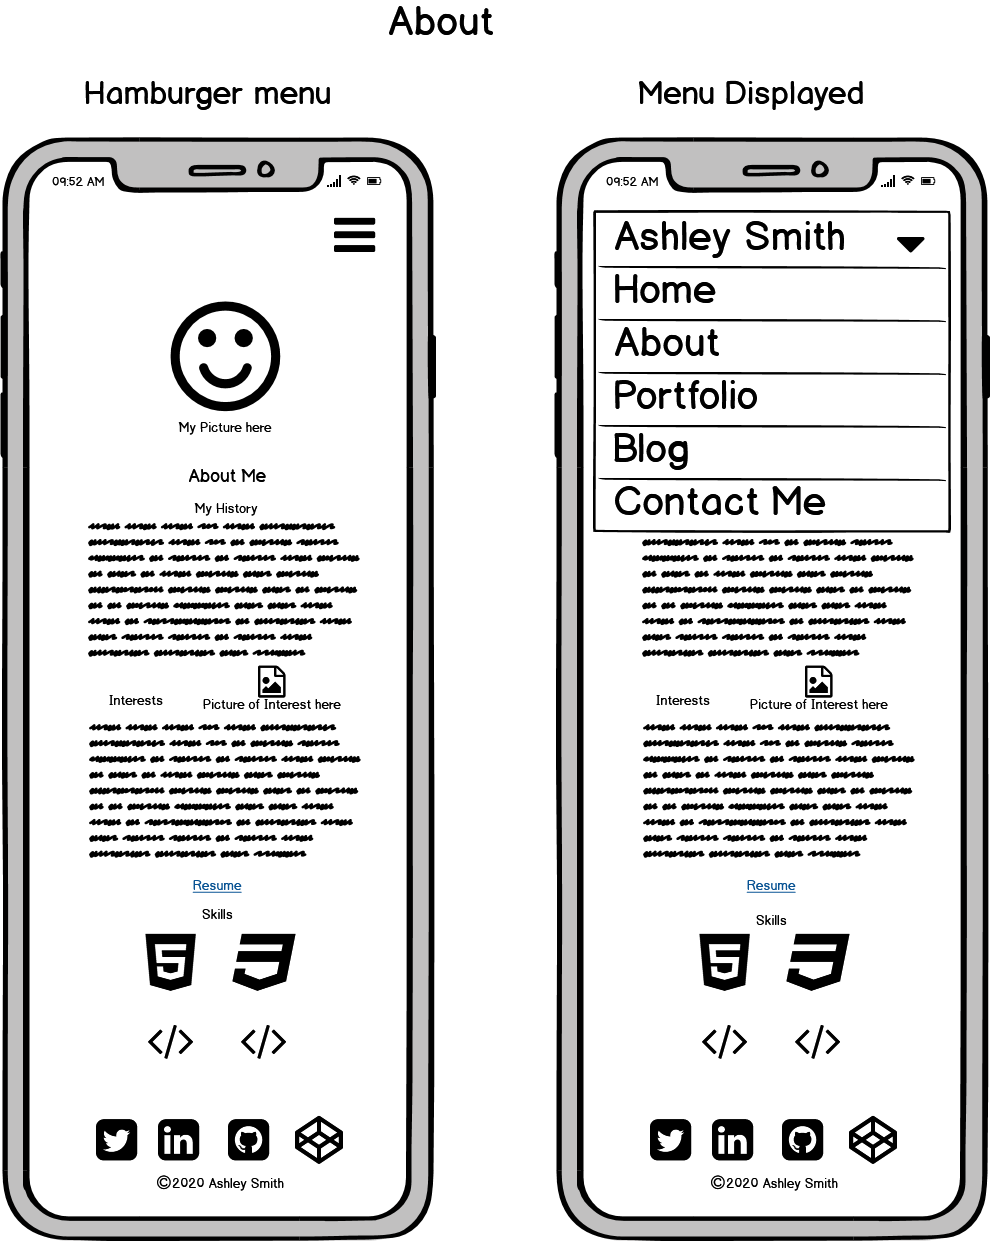 About
Hamburger menu
09:52 AM
My Picture here
About Me
My History
Interests
Picture of Interest here
Resume
Skills
©2020 Ashley Smith
Menu Displayed
09:52 AM
Ashley Smith
Home
About
Portfolio
Blog
Contact Me
Interests
Picture of Interest here
Resume
Skills
©2020 Ashley Smith